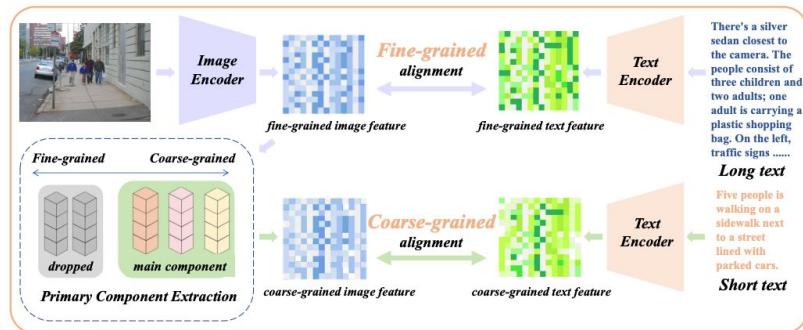 Image
Encoder
Fine-grained
alignment
Text
Encoder
There's a silver
sedan closest to
the camera. The
people consist of
three children and
two adults; one
adult is carrying a
plastic shopping
bag. On the left,
traffic signs ......
Long text
fine-grained image feature
fine-grained text feature
Fine-grained
Coarse-grained
dropped
main component
Primary Component Extraction
Coarse-grained
alignment
Text
Encoder
Five people is
walking on a
sidewalk next
to a street
lined with
parked cars.
Short text
coarse-grained image feature
coarse-grained text feature